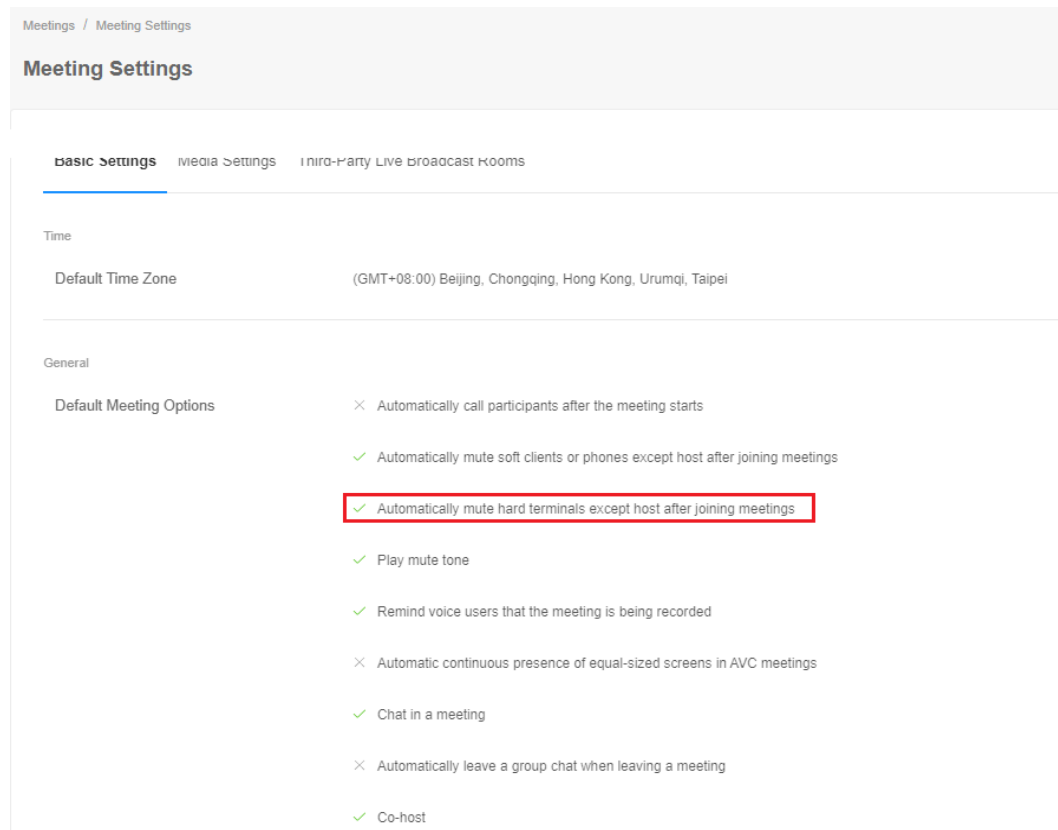 Meetings / Meeting Settings
Meeting Settings
Basic Settings Media Settings Third-Party Live Broadcast Rooms
Time
Default Time Zone (GMT+08:00) Beijing, Chongqing, Hong Kong, Urumqi, Taipei
General
Default Meeting Options Automatically call participants after the meeting starts
Automatically mute soft clients or phones except host after joining meetings
Automatically mute hard terminals except host after joining meetings
Play mute tone
Remind voice users that the meeting is being recorded
Automatic continuous presence of equal-sized screens in AVC meetings
Chat in a meeting
Automatically leave a group chat when leaving a meeting
Co-host